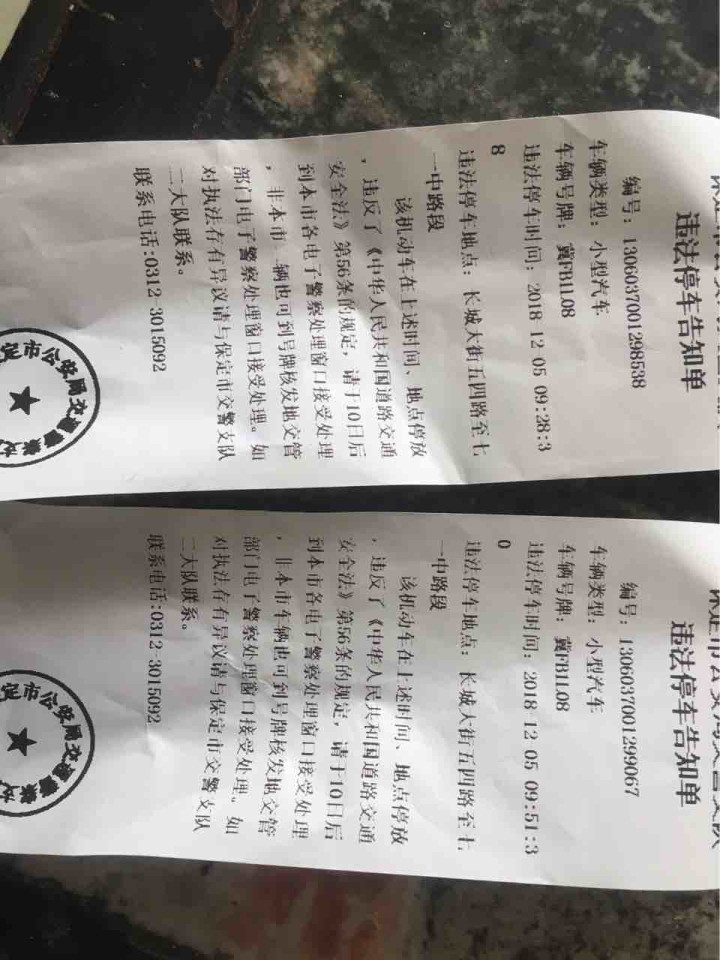 违法停车告知单
编号：1306037001298538
车辆类型：小型汽车
车辆号牌：冀FB1L08
违法停车时间：2018 12 05 09:28:3
8
违法停车地点：长城大街五四路至七
一中路段
该机动车在上述时间、地点停放
，违反了《中华人民共和国道路交通
安全法》第56条的规定，请于10日后
到本市各电子警察处理窗口接受处理
，非本市 辆也可到号牌核发地交管
部门电子警察处理窗口接受处理。如
对执法存有异议请与保定市交警支队
二大队联系。
联系电话:0312-3015092
定市公安局交通警察支
保定市公安局交警支队
违法停车告知单
编号：1306037001299067
车辆类型：小型汽车
车辆号牌：冀FB1L08
违法停车时间：2018 12 05 09:51:3
0
违法停车地点：长城大街五四路至七
一中路段
该机动车在上述时间、地点停放
，违反了《中华人民共和国道路交通
安全法》第56条的规定，请于10日后
到本市各电子警察处理窗口接受处理
，非本市车辆也可到号牌核发地交管
部门电子警察处理窗口接受处理。如
对执法存有异议请与保定市交警支队
二大队联系。
联系电话:0312-3015092
定市公安局交通警察支